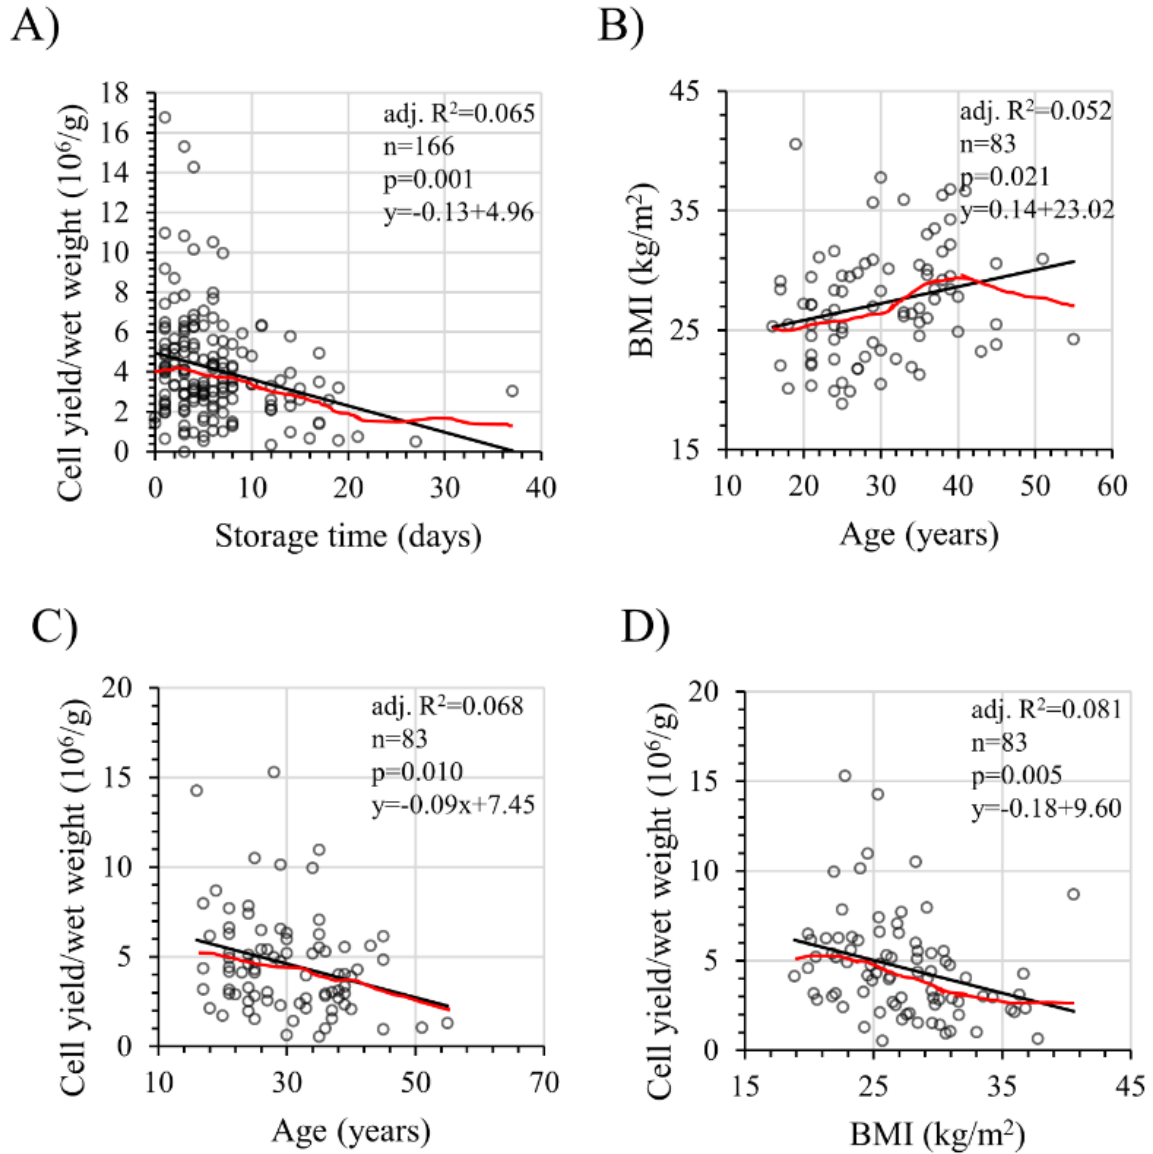 A)
18
16
14
12
10
8
6
4
2
0
Cell yield/wet weight (10⁶/g)
adj. R²=0.065
n=166
p=0.001
y=-0.13+4.96
0 10 20 30 40
Storage time (days)
B)
45
35
25
15
BMI (kg/m²)
adj. R²=0.052
n=83
p=0.021
y=0.14+23.02
10 20 30 40 50 60
Age (years)
C)
20
15
10
5
0
Cell yield/wet weight (10⁶/g)
adj. R²=0.068
n=83
p=0.010
y=-0.09x+7.45
10 30 50 70
Age (years)
D)
20
15
10
5
0
Cell yield/wet weight (10⁶/g)
adj. R²=0.081
n=83
p=0.005
y=-0.18+9.60
15 25 35 45
BMI (kg/m²)